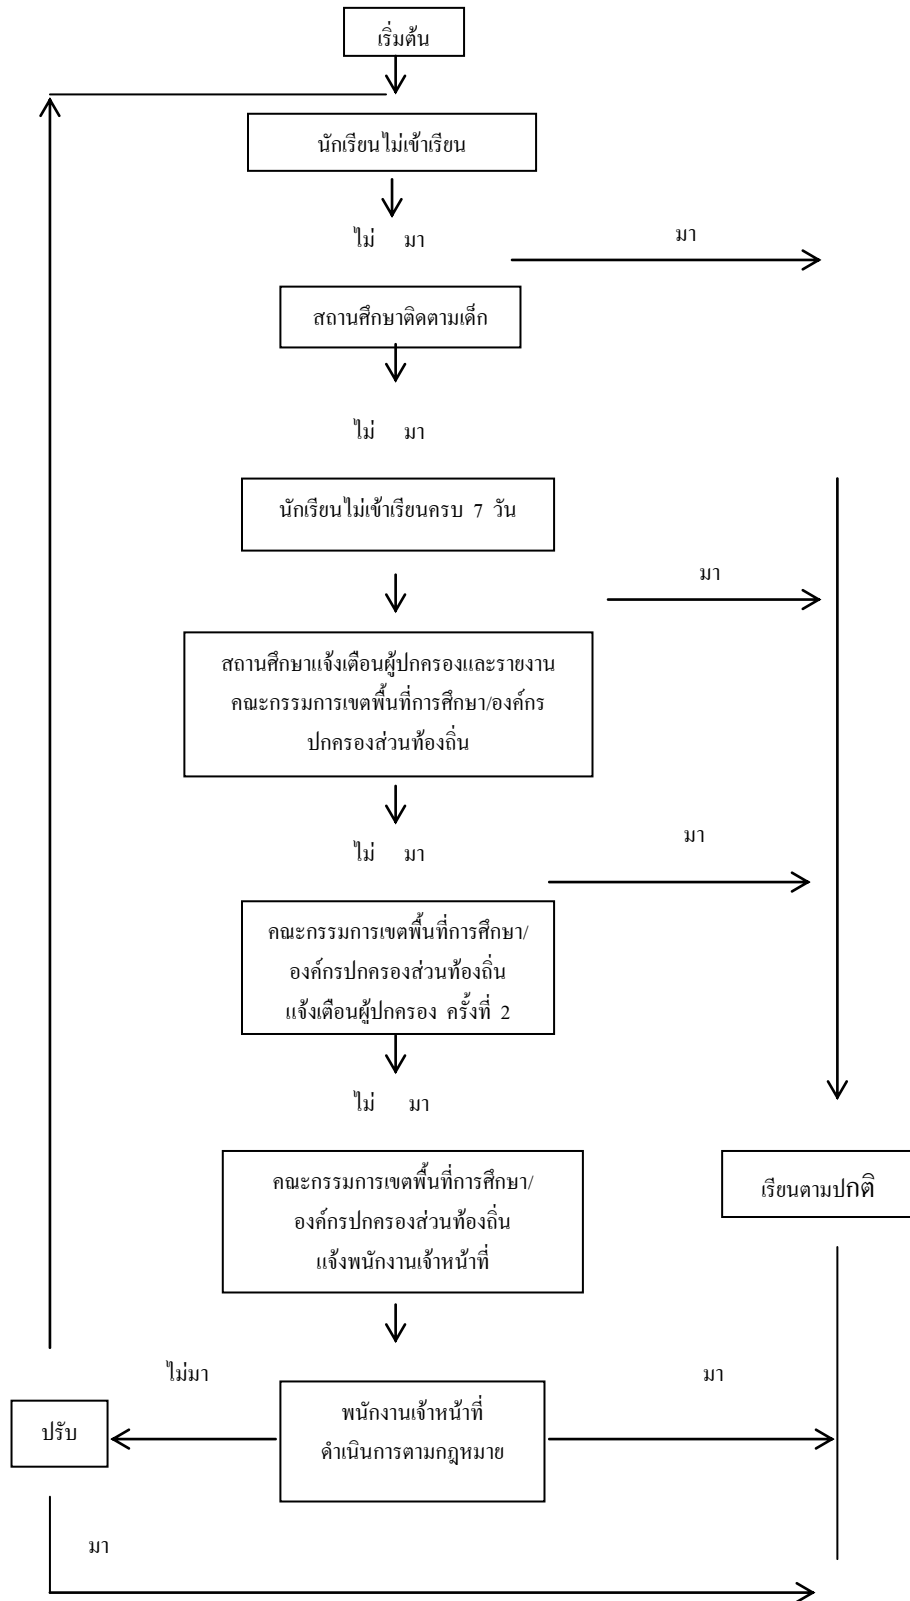 เริ่มต้น
นักเรียนไม่เข้าเรียน
ไม่ มา
มา
สถานศึกษาติดตามเด็ก
ไม่ มา
นักเรียนไม่เข้าเรียนครบ 7 วัน
มา
สถานศึกษาแจ้งเตือนผู้ปกครองและรายงาน
คณะกรรมการเขตพื้นที่การศึกษา/องค์กร
ปกครองส่วนท้องถิ่น
ไม่ มา
มา
คณะกรรมการเขตพื้นที่การศึกษา/
องค์กรปกครองส่วนท้องถิ่น
แจ้งเตือนผู้ปกครอง ครั้งที่ 2
ไม่ มา
คณะกรรมการเขตพื้นที่การศึกษา/
องค์กรปกครองส่วนท้องถิ่น
แจ้งพนักงานเจ้าหน้าที่
เรียนตามปกติ
ไม่มา
มา
ปรับ
พนักงานเจ้าหน้าที่
ดำเนินการตามกฎหมาย
มา